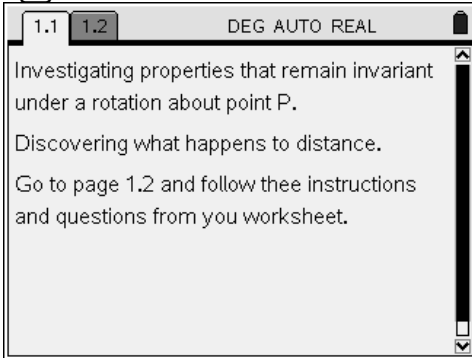 1.1 1.2 DEG AUTO REAL
Investigating properties that remain invariant
under a rotation about point P.
Discovering what happens to distance.
Go to page 1.2 and follow thee instructions
and questions from you worksheet.